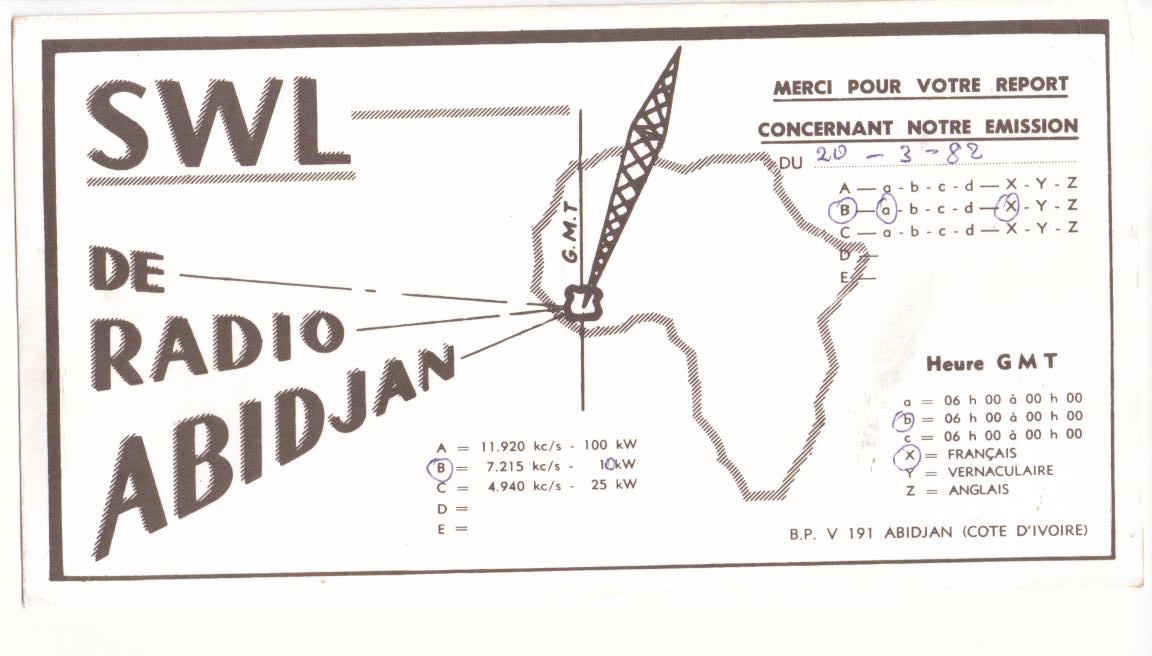 SWL
DE
RADIO
ABIDJAN
G.M.T
MERCI POUR VOTRE REPORT
CONCERNANT NOTRE EMISSION
DU 20 - 3 - 82
A — a - b - c - d — X - Y - Z
B — a - b - c - d — X - Y - Z
C — a - b - c - d — X - Y - Z
D —
E —
Heure G M T
a = 06 h 00 à 00 h 00
b = 06 h 00 à 00 h 00
c = 06 h 00 à 00 h 00
X = FRANÇAIS
Y = VERNACULAIRE
Z = ANGLAIS
A = 11.920 kc/s - 100 kW
B = 7.215 kc/s - 10 kW
C = 4.940 kc/s - 25 kW
D =
E =
B.P. V 191 ABIDJAN (COTE D'IVOIRE)